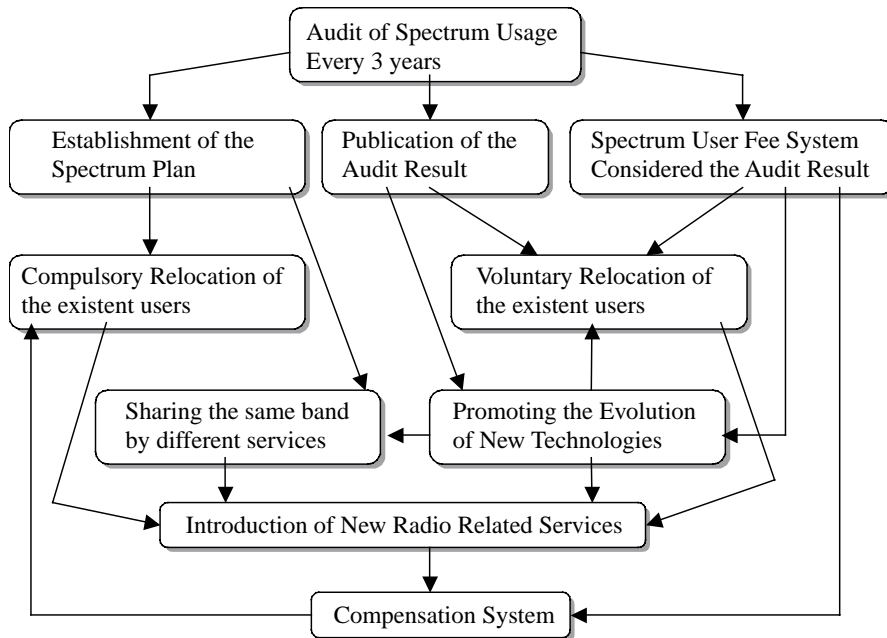 Audit of Spectrum Usage
Every 3 years
Establishment of the
Spectrum Plan
Publication of the
Audit Result
Spectrum User Fee System
Considered the Audit Result
Compulsory Relocation of
the existent users
Voluntary Relocation of
the existent users
Sharing the same band
by different services
Promoting the Evolution
of New Technologies
Introduction of New Radio Related Services
Compensation System